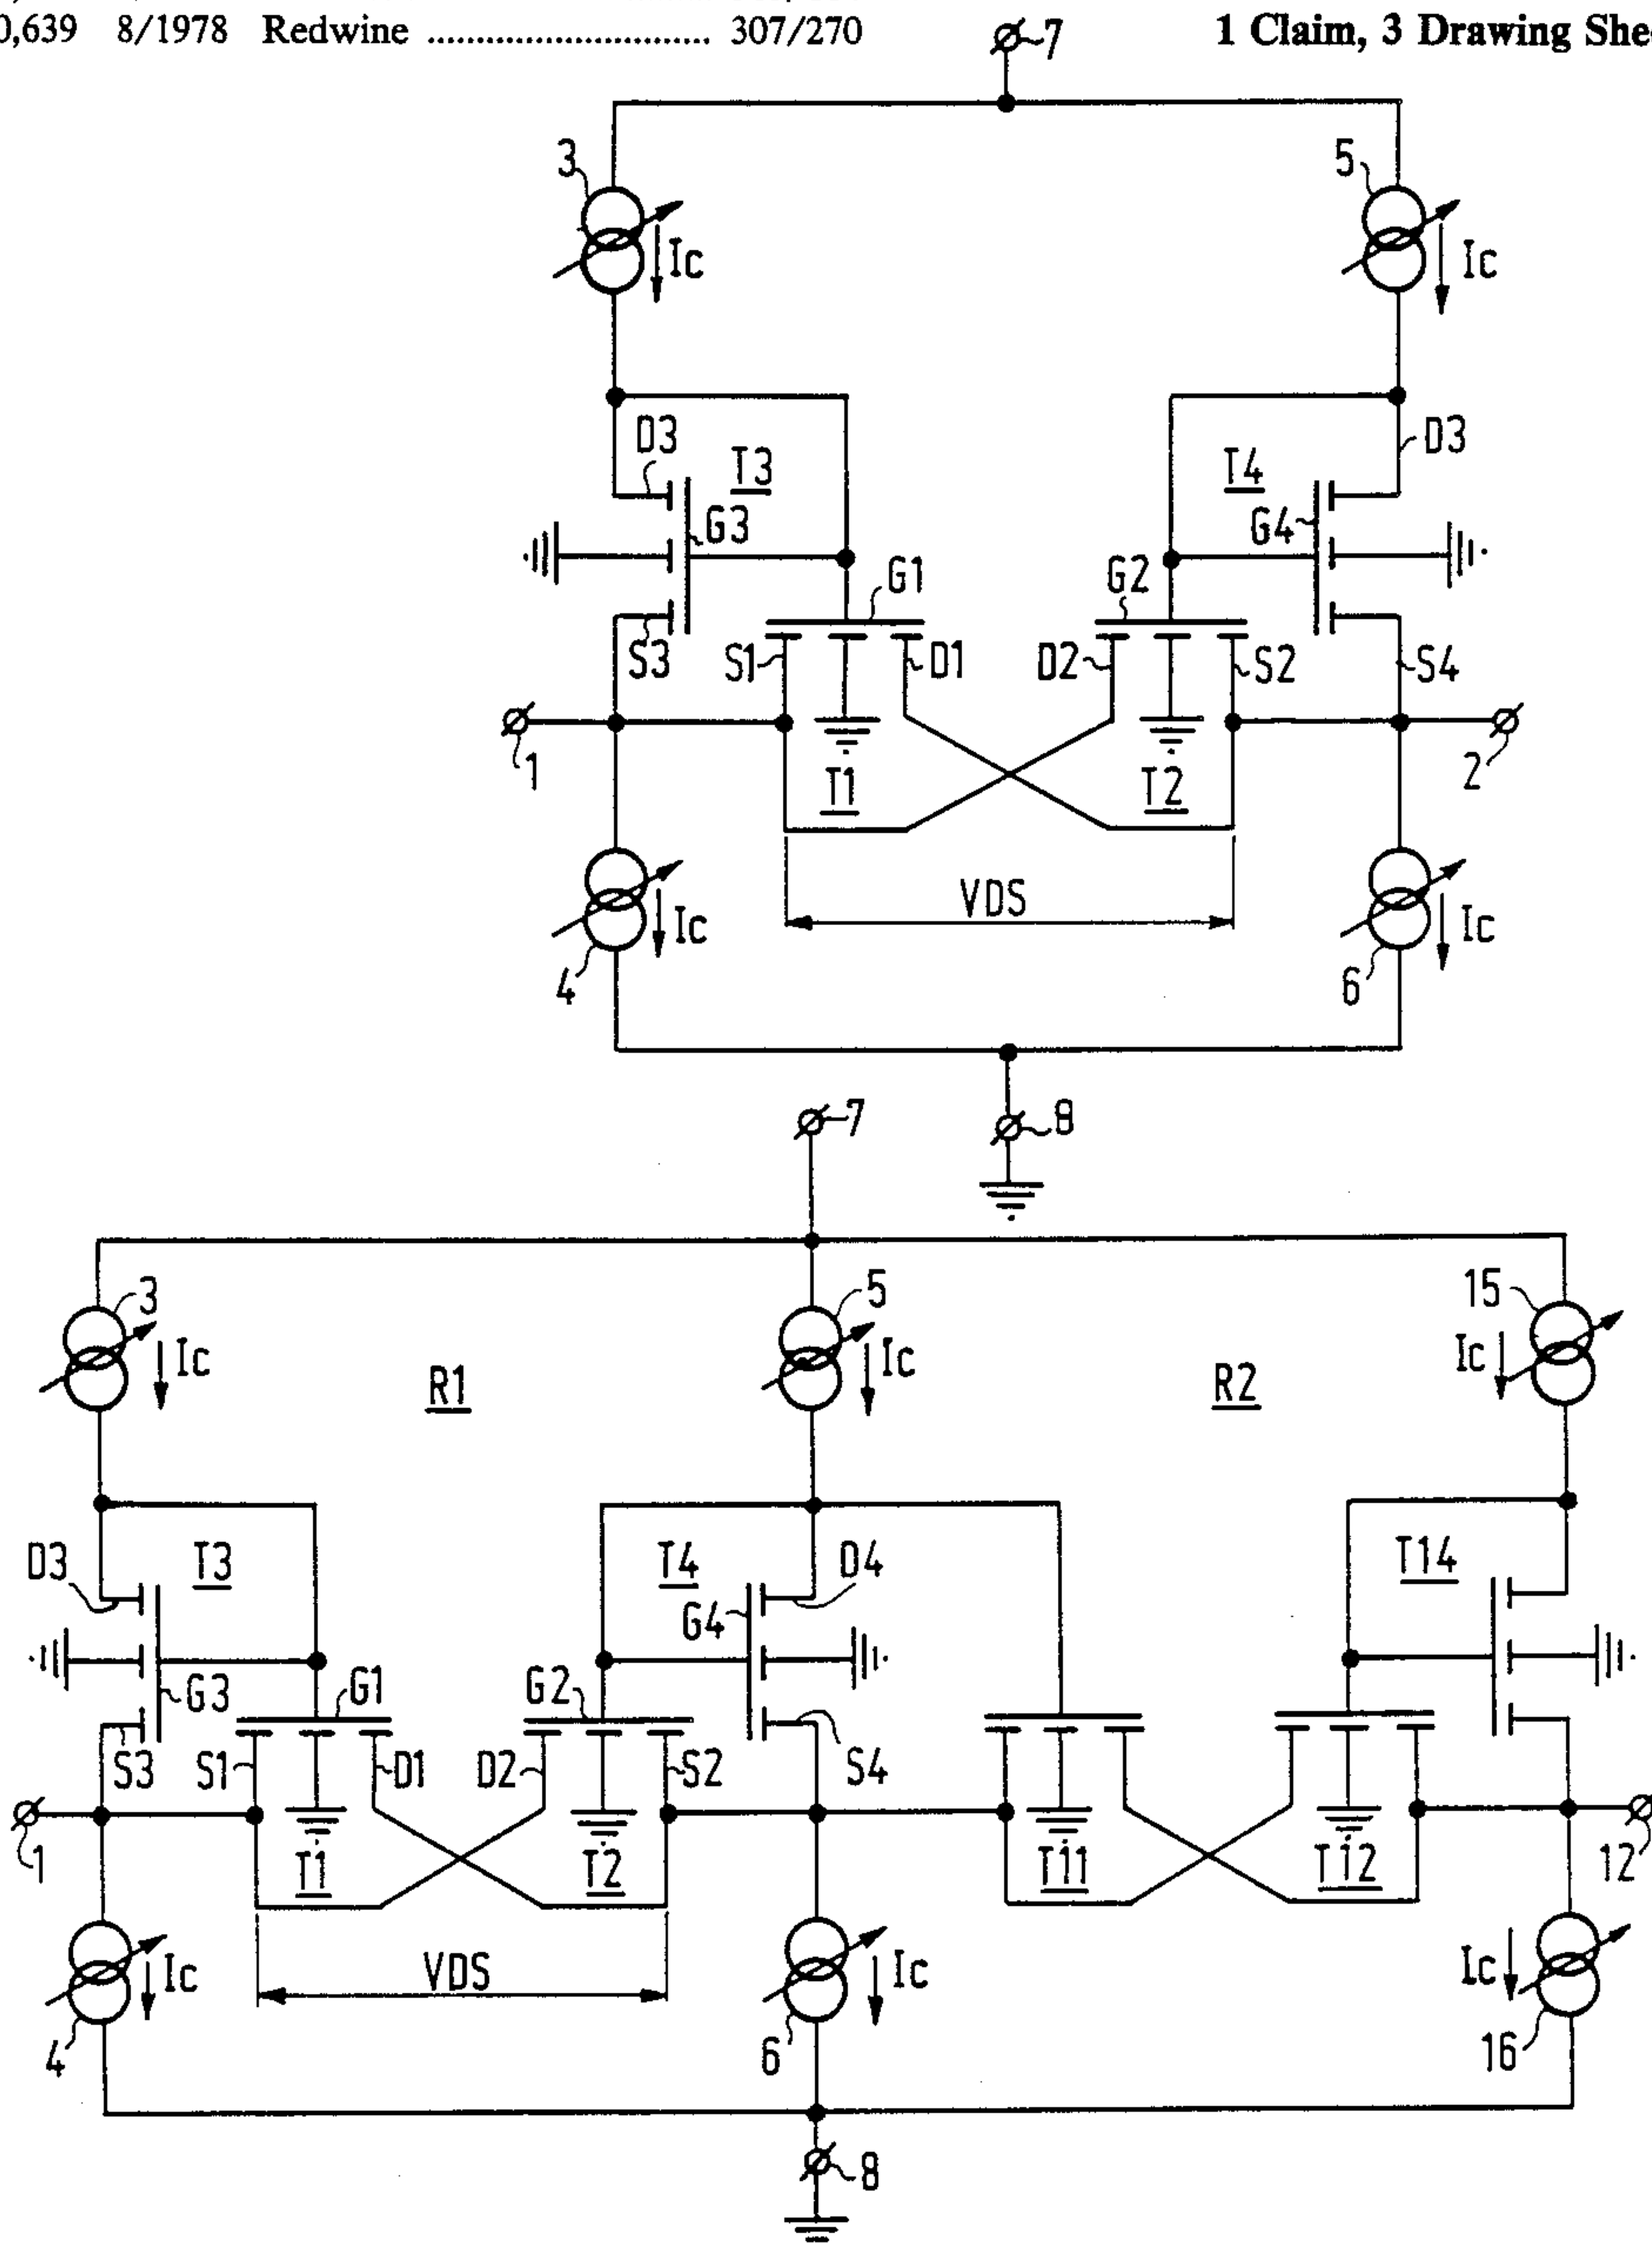 0,639 8/1978 Redwine ............................ 307/270
1 Claim, 3 Drawing She
7
3
5
Ic
Ic
D3
T3
T4
D3
G3
G4
G1
G2
S3
S1
D1
D2
S2
S4
1
T1
T2
2
VDS
Ic
Ic
4
6
8
7
3
5
15
Ic
Ic
Ic
R1
R2
D3
T3
T4
D4
T14
G4
G3
G1
G2
S3
S1
D1
D2
S2
S4
1
T1
T2
T11
T12
12
VDS
Ic
Ic
Ic
4
6
16
8